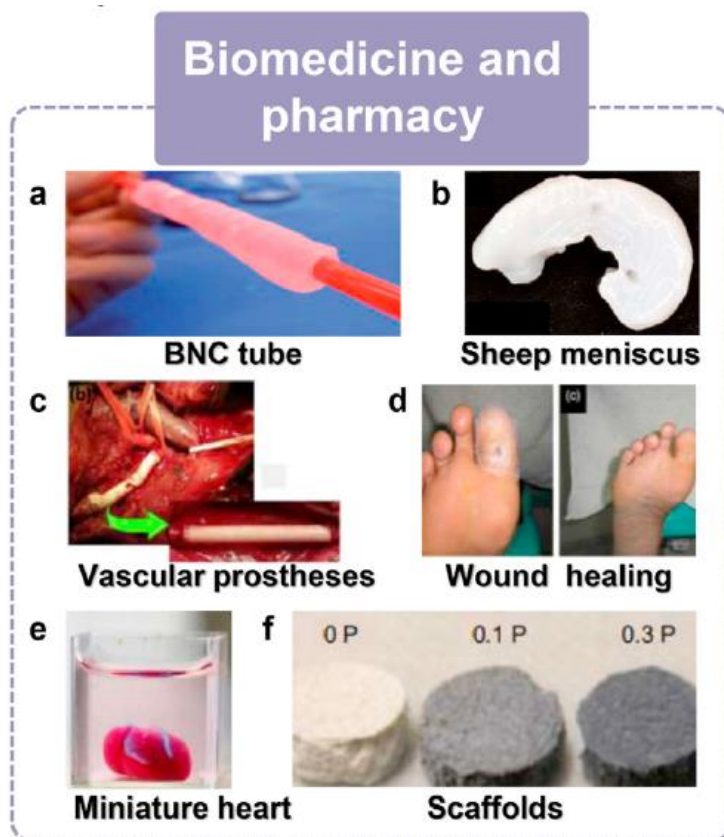 Biomedicine and
pharmacy
a
b
BNC tube
Sheep meniscus
c
(b)
d
(c)
Vascular prostheses
Wound healing
e
f
0 P
0.1 P
0.3 P
Miniature heart
Scaffolds